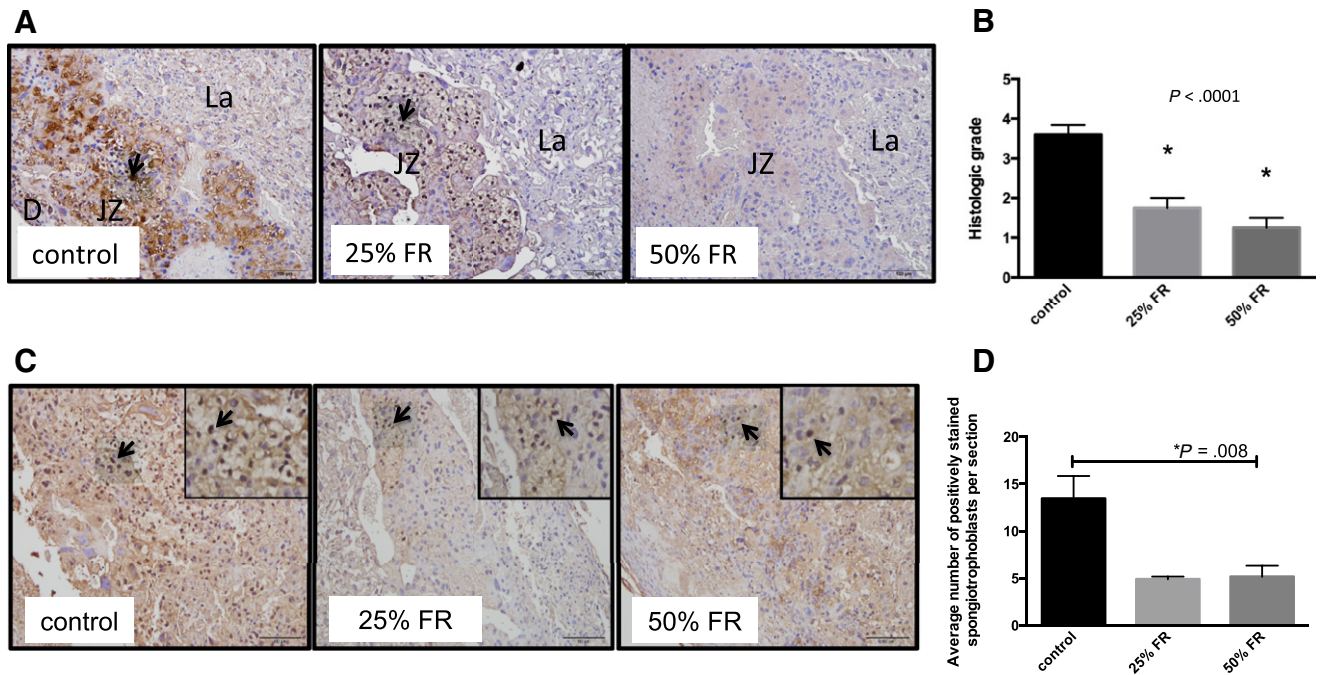 A
La
D
JZ
control
JZ
La
25% FR
JZ
La
50% FR
B
Histologic grade
5
4
3
2
1
0
P < .0001
*
*
control
25% FR
50% FR
C
control
25% FR
50% FR
D
Average number of positively stained
spongiotrophoblasts per section
20
15
10
5
0
*P = .008
control
25% FR
50% FR